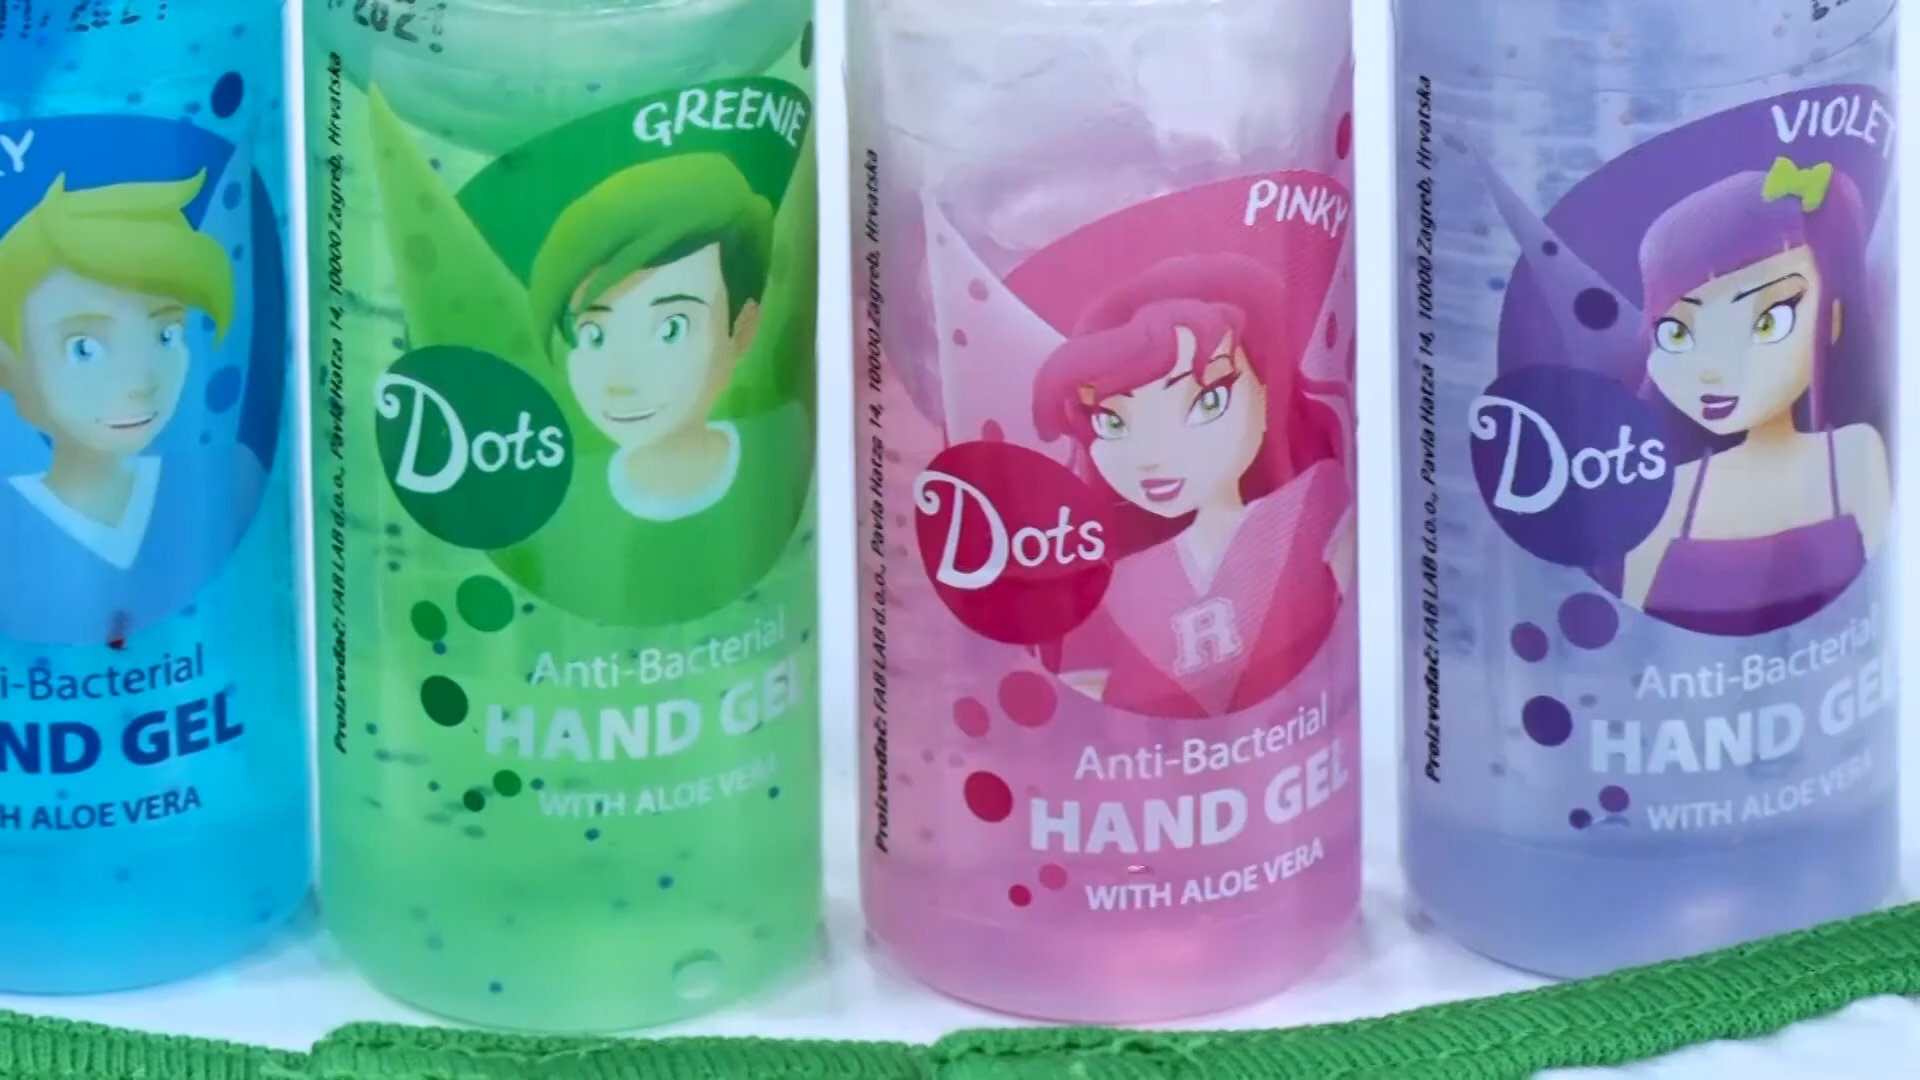 Y
i-Bacterial
ND GEL
H ALOE VERA
2021
GREENIE
Dots
Proizvođač: FAB LAB d.o.o., Pavla Hatza 14, 10000 Zagreb, Hrvatska
Anti-Bacterial
HAND GEL
WITH ALOE VERA
PINKY
Dots
R
Proizvođač: FAB LAB d.o.o., Pavla Hatza 14, 10000 Zagreb, Hrvatska
Anti-Bacterial
HAND GEL
WITH ALOE VERA
VIOLET
Dots
Proizvođač: FAB LAB d.o.o., Pavla Hatza 14, 10000 Zagreb, Hrvatska
Anti-Bacterial
HAND GEL
WITH ALOE VERA